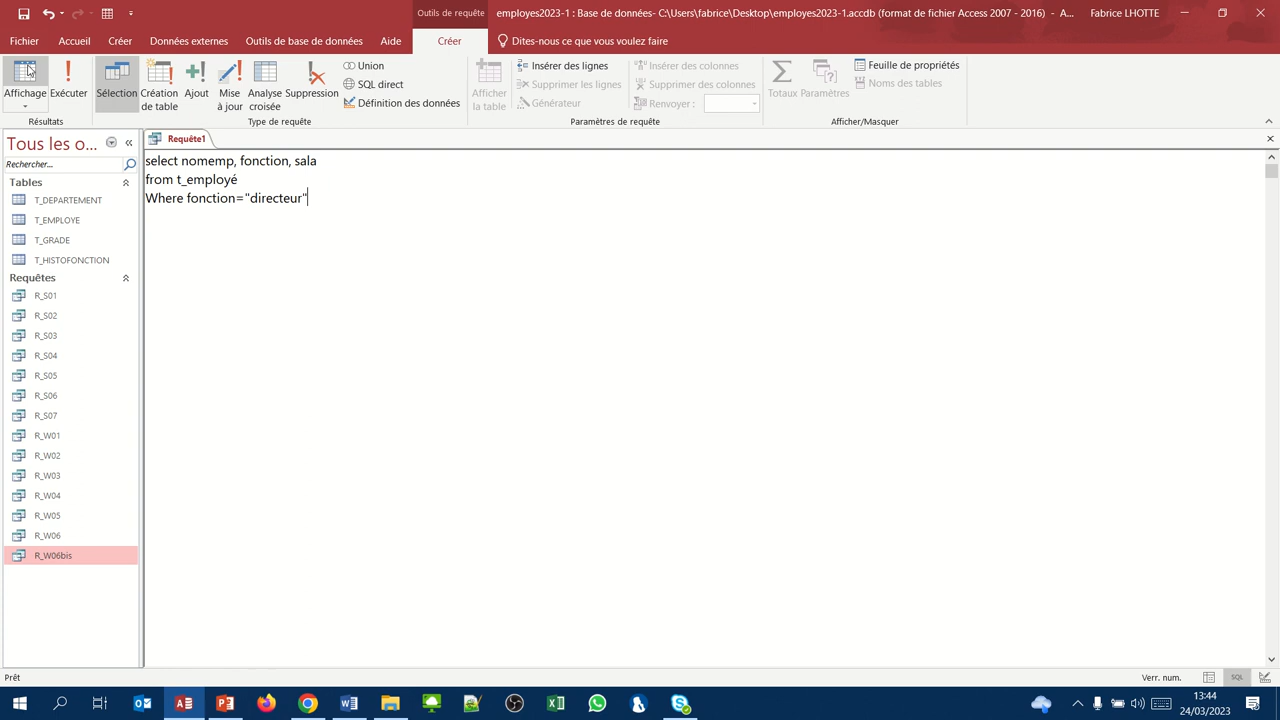 Outils de requête
employes2023-1 : Base de données- C:\Users\fabrice\Desktop\employes2023-1.accdb (format de fichier Access 2007 - 2016) - A...
Fabrice LHOTTE
Fichier
Accueil
Créer
Données externes
Outils de base de données
Aide
Créer
Dites-nous ce que vous voulez faire
Affichage
Exécuter
Résultats
Sélection
Création de table
Ajout
Mise à jour
Analyse croisée
Suppression
Union
SQL direct
Définition des données
Type de requête
Afficher la table
Insérer des lignes
Supprimer les lignes
Générateur
Insérer des colonnes
Supprimer des colonnes
Renvoyer :
Paramètres de requête
Totaux
Paramètres
Feuille de propriétés
Noms des tables
Afficher/Masquer
Tous les o...
Rechercher...
Tables
T_DEPARTEMENT
T_EMPLOYE
T_GRADE
T_HISTOFONCTION
Requêtes
R_S01
R_S02
R_S03
R_S04
R_S05
R_S06
R_S07
R_W01
R_W02
R_W03
R_W04
R_W05
R_W06
R_W06bis
Requête1
select nomemp, fonction, sala
from t_employé
Where fonction="directeur"
Prêt
Verr. num.
SQL
13:44
24/03/2023